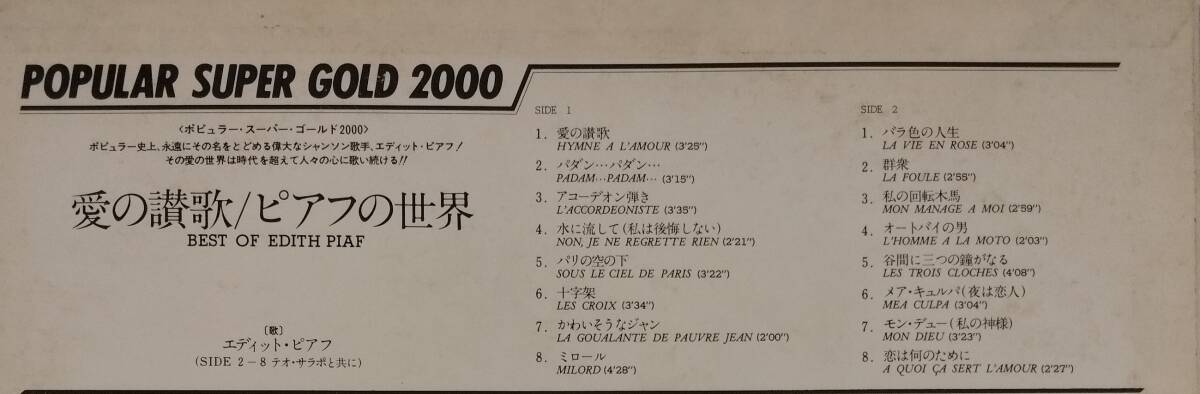 POPULAR SUPER GOLD 2000
〈ポピュラー・スーパー・ゴールド2000〉
ポピュラー史上、永遠にその名をとどめる偉大なシャンソン歌手、エディット・ピアフ!
その愛の世界は時代を超えて人々の心に歌い続ける!!
愛の讃歌/ピアフの世界
BEST OF EDITH PIAF
〔歌〕
エディット・ピアフ
(SIDE 2-8 テオ・サラポと共に)
SIDE 1
1. 愛の讃歌
HYMNE A L'AMOUR (3'25")
2. パダン…パダン…
PADAM…PADAM… (3'15")
3. アコーデオン弾き
L'ACCORDEONISTE (3'35")
4. 水に流して(私は後悔しない)
NON, JE NE REGRETTE RIEN (2'21")
5. パリの空の下
SOUS LE CIEL DE PARIS (3'22")
6. 十字架
LES CROIX (3'34")
7. かわいそうなジャン
LA GOUALANTE DE PAUVRE JEAN (2'00")
8. ミロール
MILORD (4'28")
SIDE 2
1. バラ色の人生
LA VIE EN ROSE (3'04")
2. 群衆
LA FOULE (2'55")
3. 私の回転木馬
MON MANAGE A MOI (2'59")
4. オートバイの男
L'HOMME A LA MOTO (2'03")
5. 谷間に三つの鐘がなる
LES TROIS CLOCHES (4'08")
6. メア・キュルパ(夜は恋人)
MEA CULPA (3'04")
7. モン・デュー(私の神様)
MON DIEU (3'23")
8. 恋は何のために
A QUOI ÇA SERT L'AMOUR (2'27")